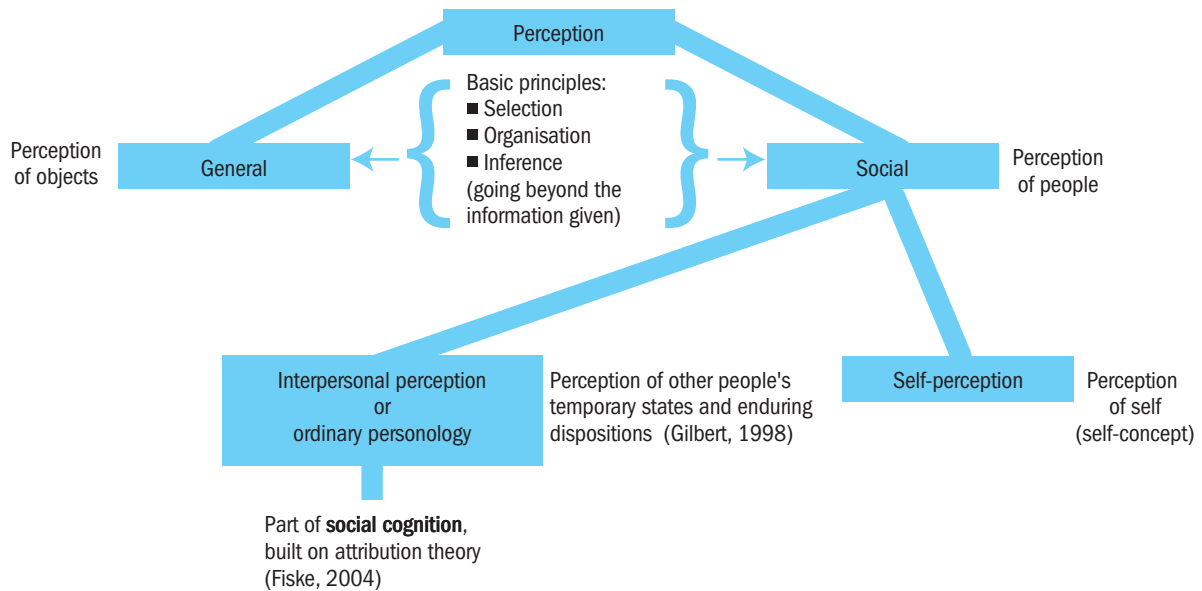 Perception
Basic principles:
■ Selection
■ Organisation
■ Inference
(going beyond the
information given)
Perception
of objects
General
Social
Perception
of people
Interpersonal perception
or
ordinary personology
Perception of other people's
temporary states and enduring
dispositions (Gilbert, 1998)
Self-perception
Perception
of self
(self-concept)
Part of social cognition,
built on attribution theory
(Fiske, 2004)